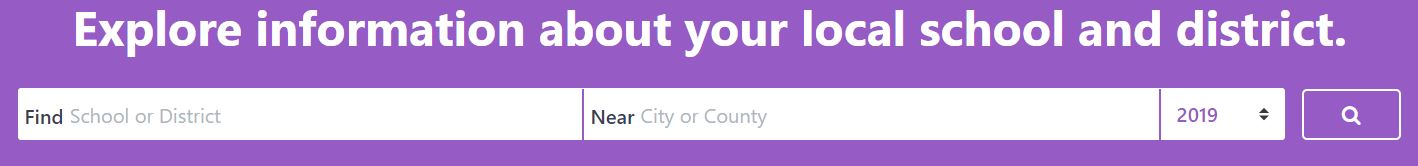 Explore information about your local school and district.
Find School or District Near City or County 2019